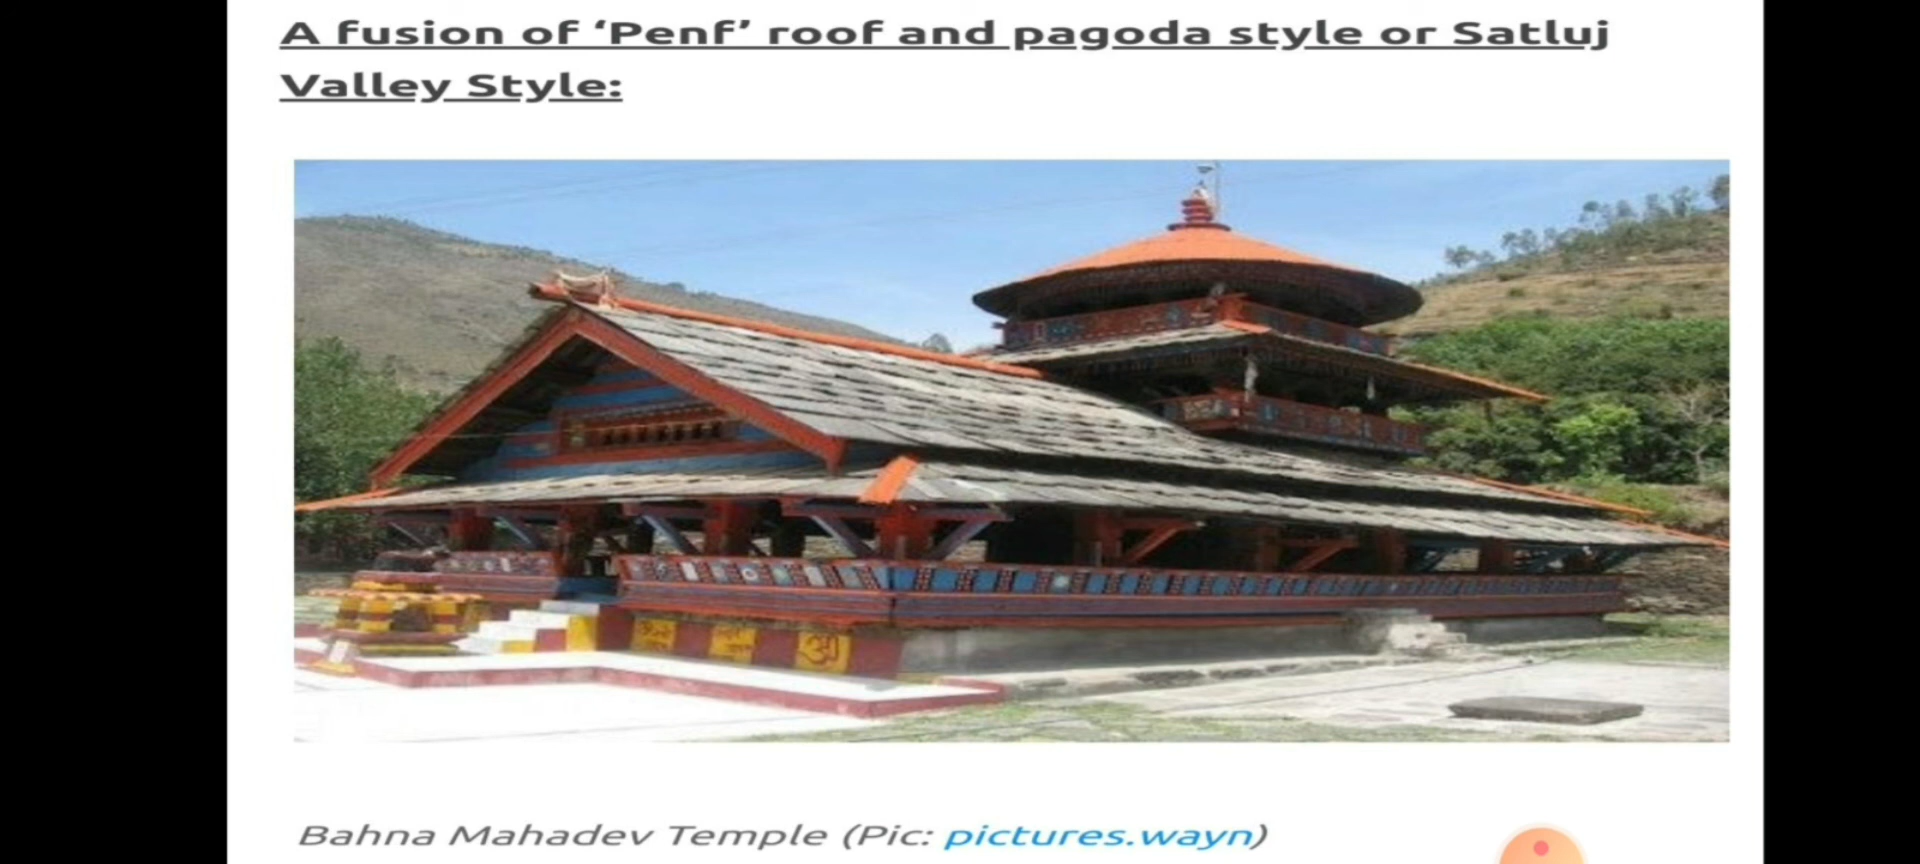 A fusion of ‘Penf’ roof and pagoda style or Satluj
Valley Style:
Bahna Mahadev Temple (Pic: pictures.wayn)